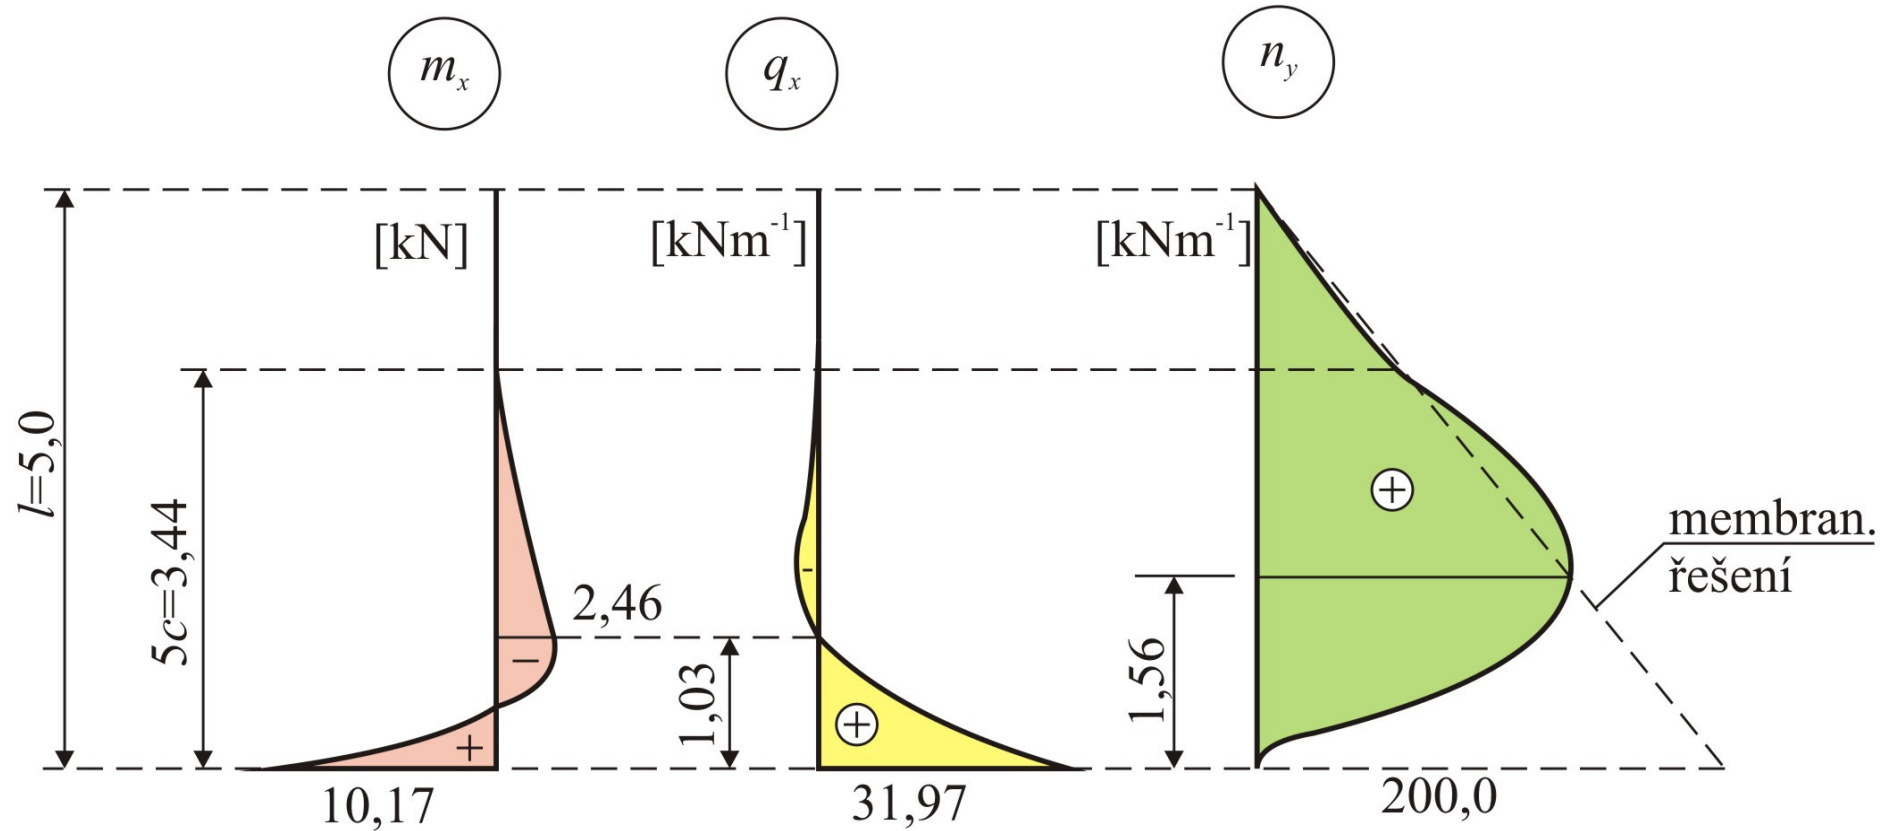 mₓ
qₓ
n_y
[kN]
[kNm⁻¹]
[kNm⁻¹]
l=5,0
5c=3,44
2,46
1,03
1,56
+
−
+
-
+
membran.
řešení
10,17
31,97
200,0